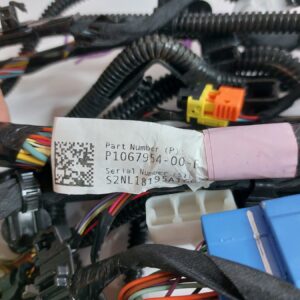 Part Number (P)
P1067954-00-F
Serial Number (S)